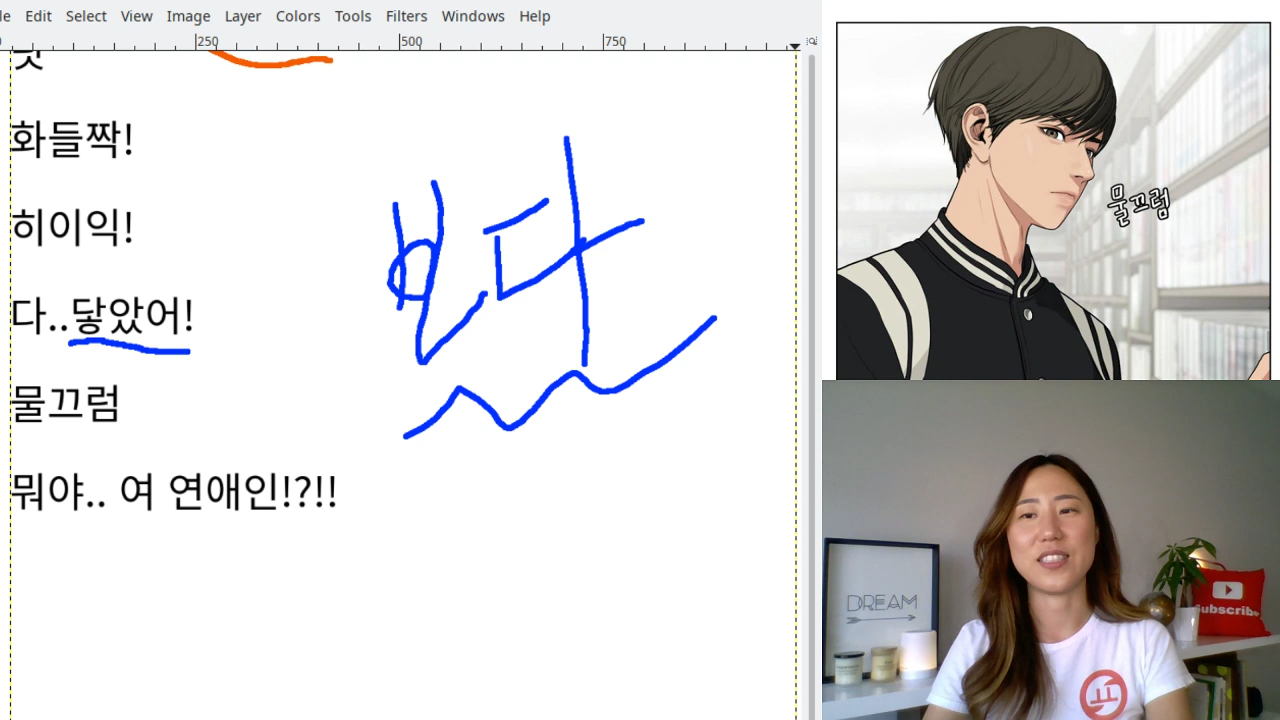 le Edit Select View Image Layer Colors Tools Filters Windows Help
250 500 750
화들짝!
히이익!
다..닿았어!
물끄럼
뭐야.. 여 연애인!?!!
물끄럼
DREAM
Subscribe